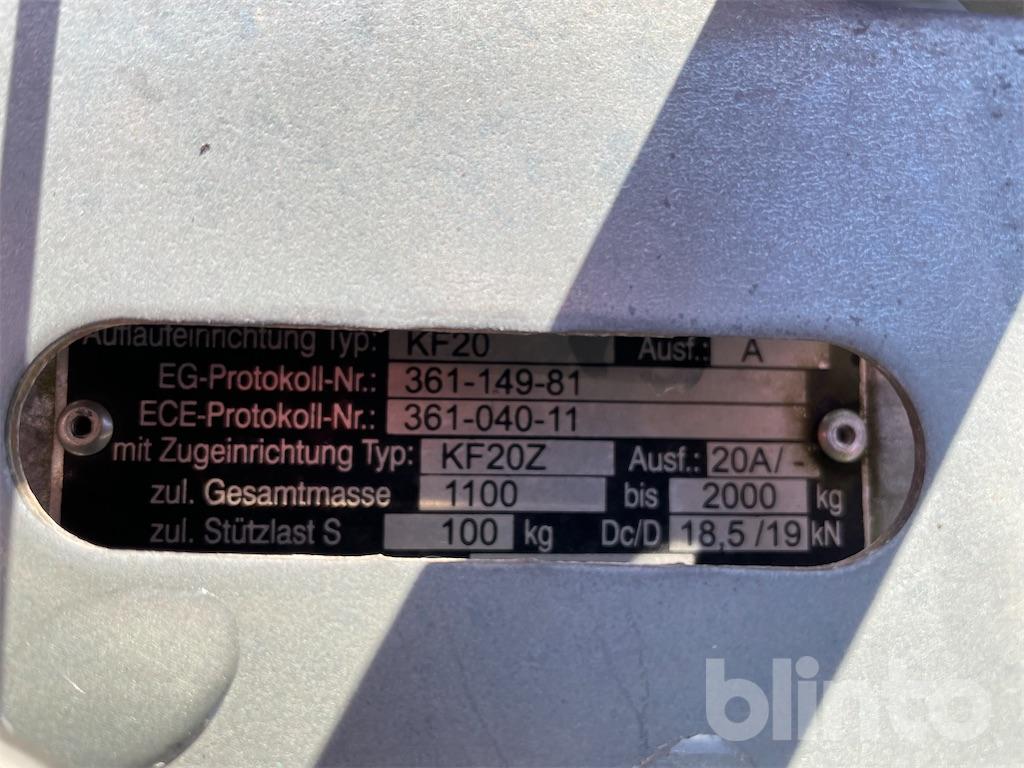 Auflaufeinrichtung Typ: KF20 Ausf.: A
EG-Protokoll-Nr.: 361-149-81
ECE-Protokoll-Nr.: 361-040-11
mit Zugeinrichtung Typ: KF20Z Ausf.: 20A/-
zul. Gesamtmasse 1100 bis 2000 kg
zul. Stützlast S 100 kg Dc/D 18,5/19 kN
blinto